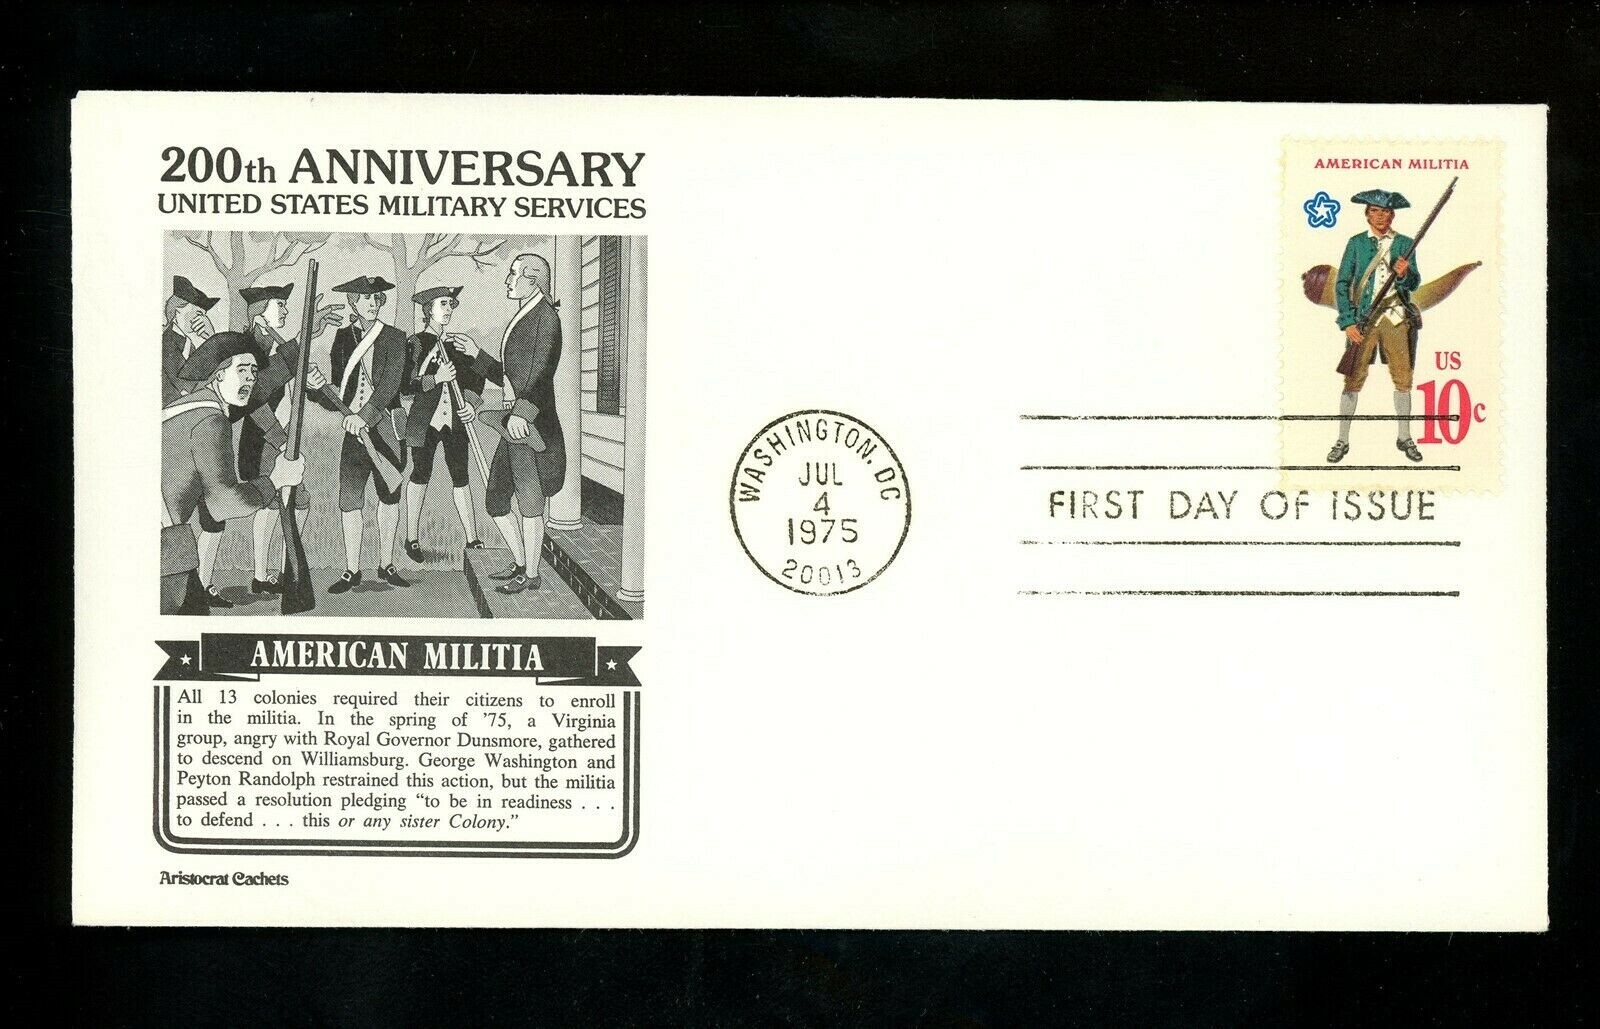 200th ANNIVERSARY
UNITED STATES MILITARY SERVICES
AMERICAN MILITIA
All 13 colonies required their citizens to enroll
in the militia. In the spring of '75, a Virginia
group, angry with Royal Governor Dunsmore, gathered
to descend on Williamsburg. George Washington and
Peyton Randolph restrained this action, but the militia
passed a resolution pledging “to be in readiness . . .
to defend . . . this or any sister Colony.”
Aristocrat Cachets
WASHINGTON, DC
JUL
4
1975
20013
AMERICAN MILITIA
US
10c
FIRST DAY OF ISSUE